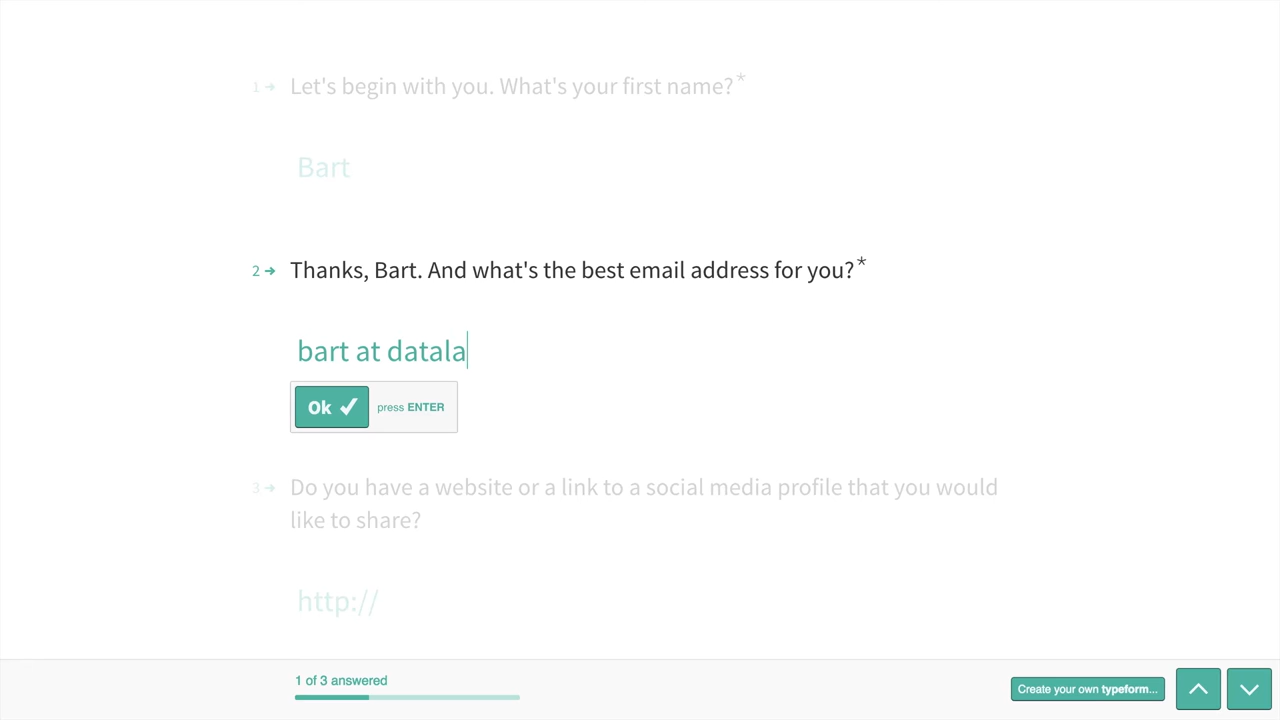 1 → Let's begin with you. What's your first name?*
Bart
2 → Thanks, Bart. And what's the best email address for you?*
bart at datala
Ok ✓ press ENTER
3 → Do you have a website or a link to a social media profile that you would
like to share?
http://
1 of 3 answered
Create your own typeform...